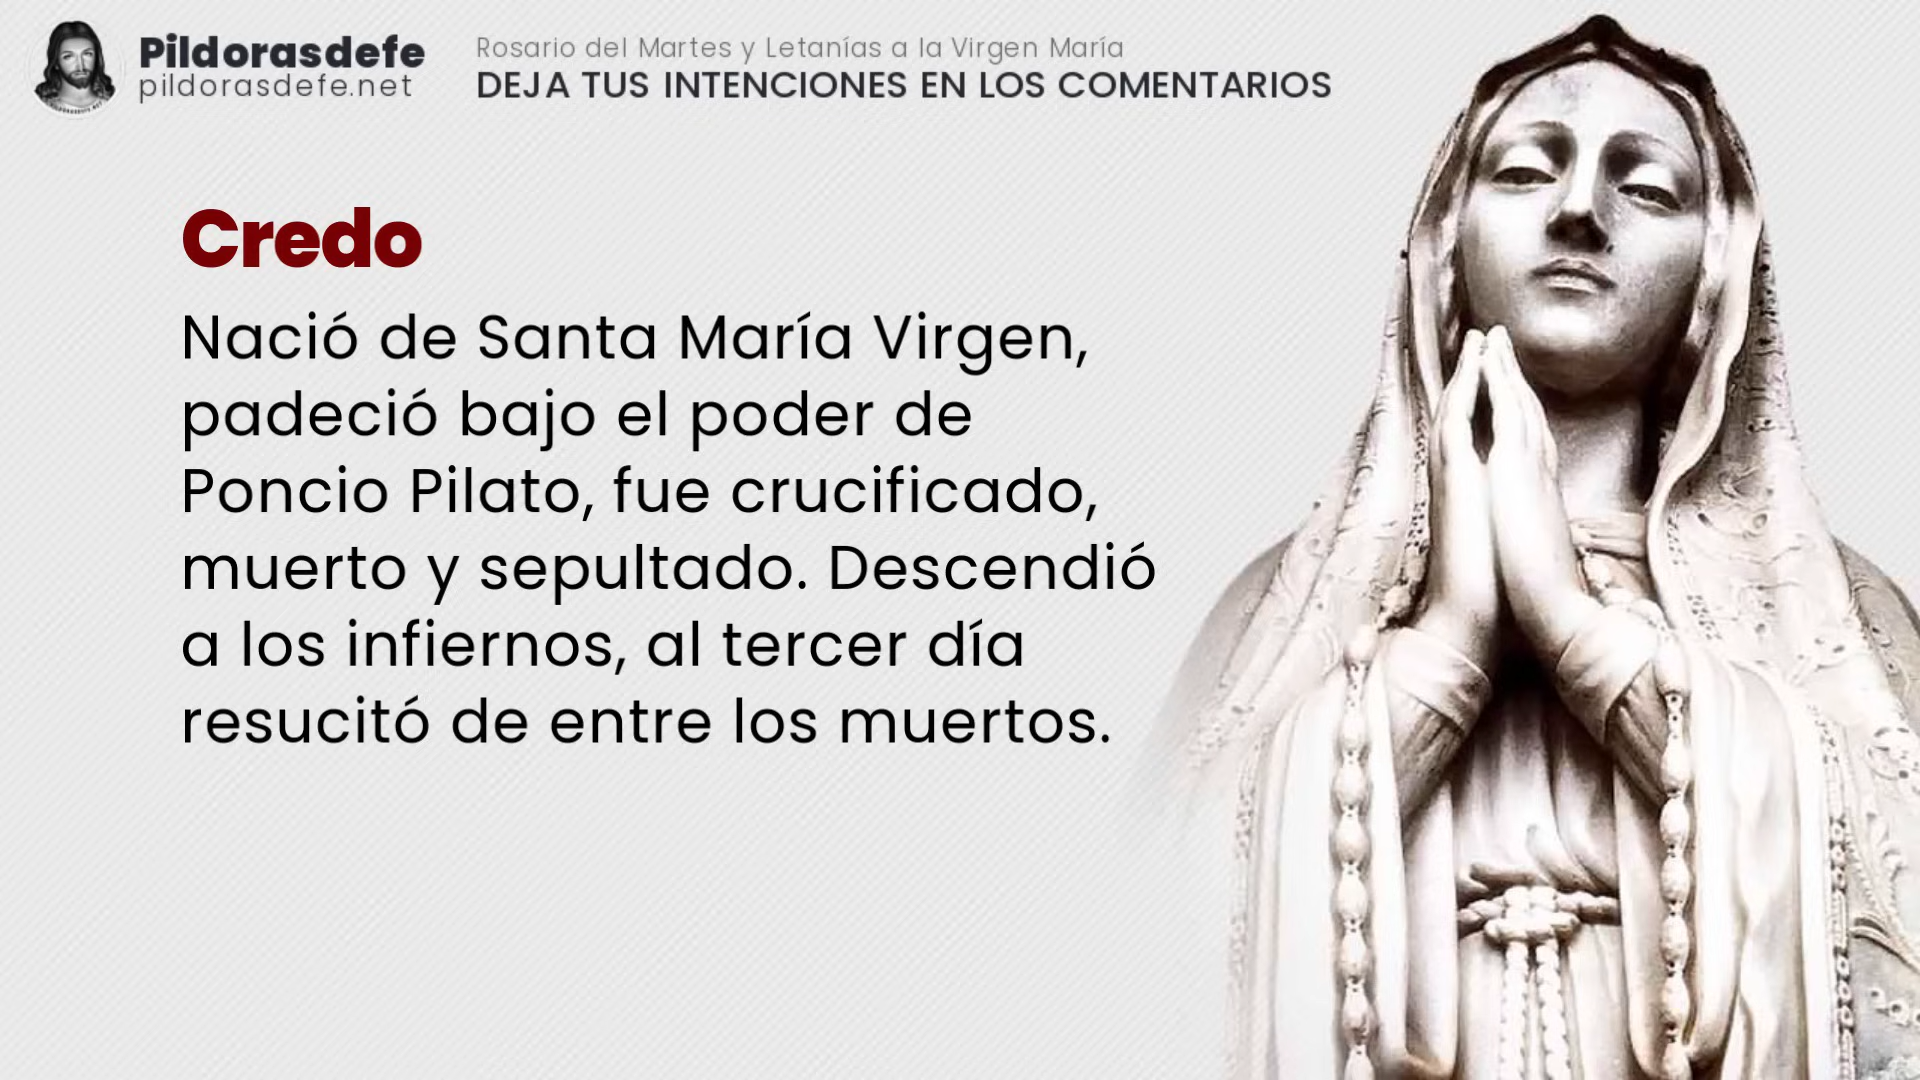 Pildorasdefe
pildorasdefe.net
Rosario del Martes y Letanías a la Virgen María
DEJA TUS INTENCIONES EN LOS COMENTARIOS
Credo
Nació de Santa María Virgen,
padeció bajo el poder de
Poncio Pilato, fue crucificado,
muerto y sepultado. Descendió
a los infiernos, al tercer día
resucitó de entre los muertos.